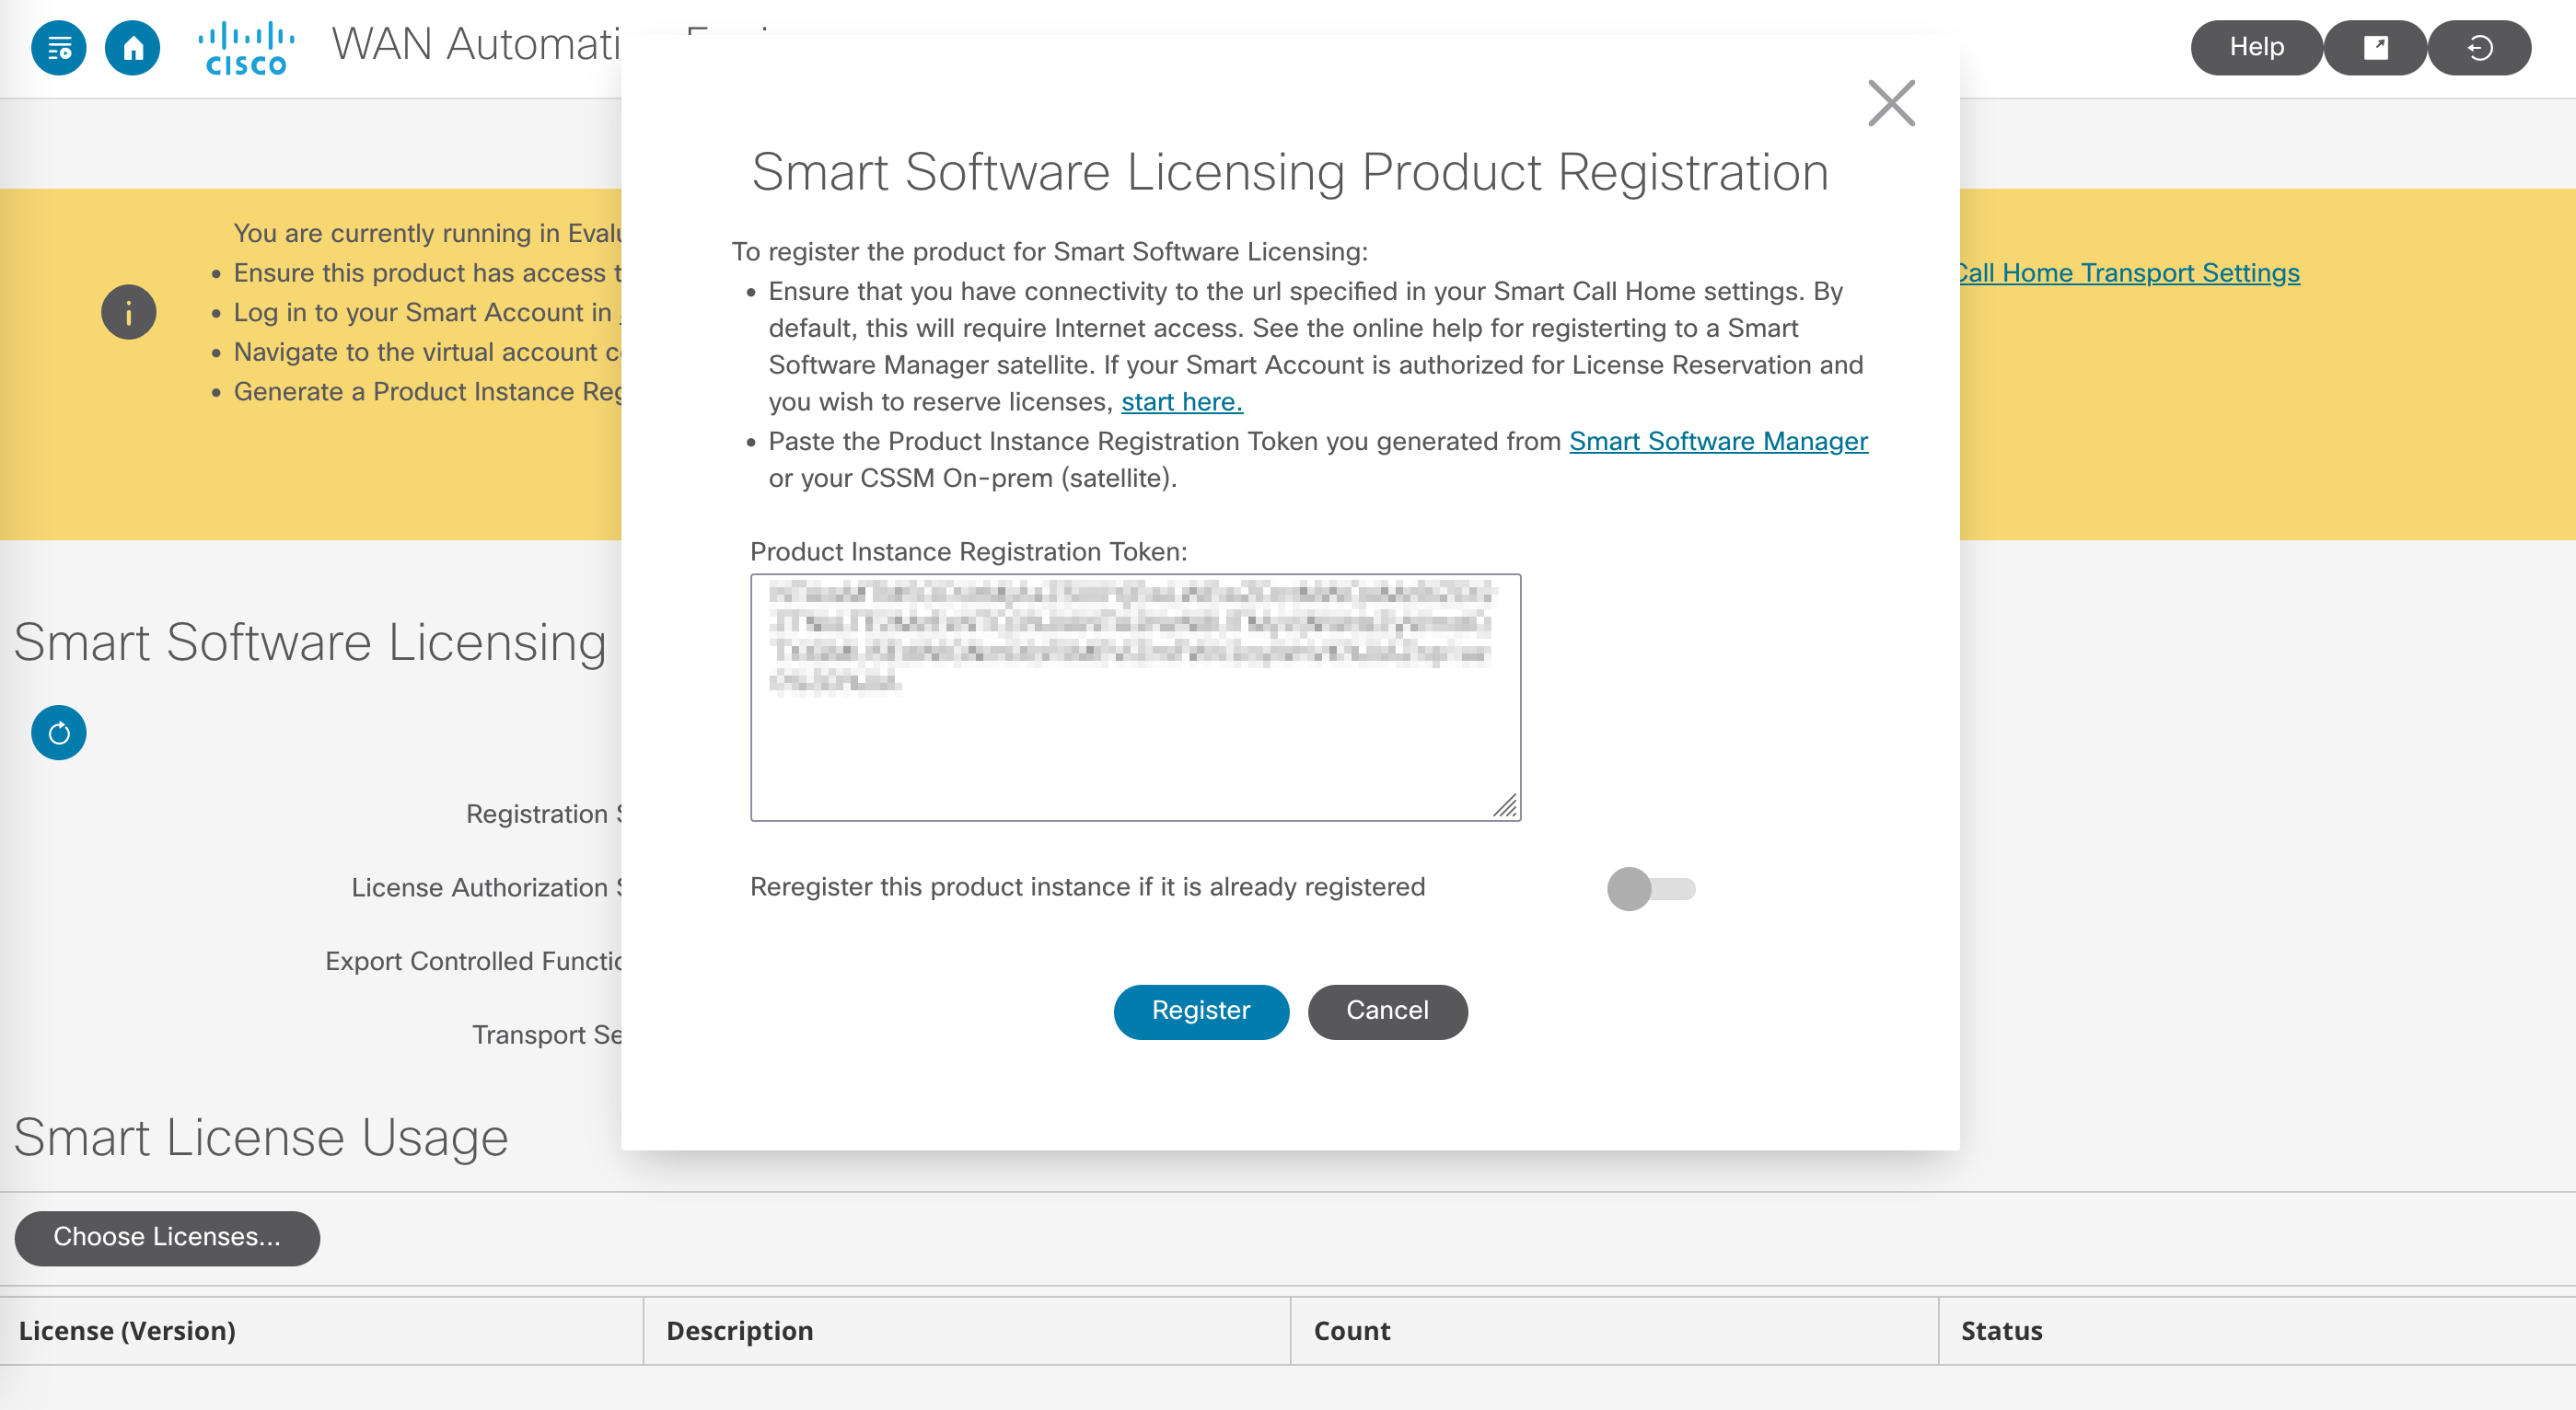 CISCO
WAN Automati
Help
Smart Software Licensing Product Registration
To register the product for Smart Software Licensing:
• Ensure that you have connectivity to the url specified in your Smart Call Home settings. By
default, this will require Internet access. See the online help for registerting to a Smart
Software Manager satellite. If your Smart Account is authorized for License Reservation and
you wish to reserve licenses, start here.
• Paste the Product Instance Registration Token you generated from Smart Software Manager
or your CSSM On-prem (satellite).
Product Instance Registration Token:
Reregister this product instance if it is already registered
Register
Cancel
You are currently running in
• Ensure this product has access
• Log in to your Smart Account in
• Navigate to the virtual account
• Generate a Product Instance
Call Home Transport Settings
Smart Software Licensing
Registration
License Authorization
Export Controlled
Transport
Smart License Usage
Choose Licenses...
License (Version)
Description
Count
Status